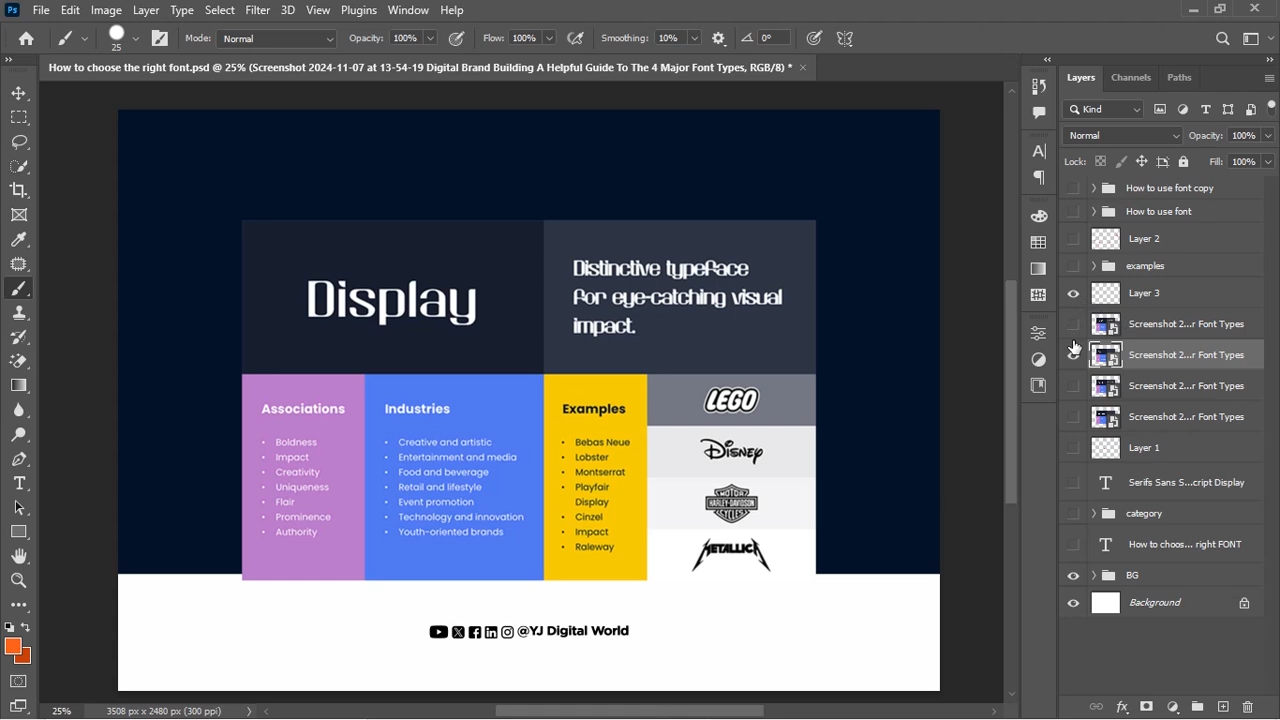 Ps File Edit Image Layer Type Select Filter 3D View Plugins Window Help
25 Mode: Normal Opacity: 100% Flow: 100% Smoothing: 10% 0°
How to choose the right font.psd @ 25% (Screenshot 2024-11-07 at 13-54-19 Digital Brand Building A Helpful Guide To The 4 Major Font Types, RGB/8) *
Display
Distinctive typeface
for eye-catching visual
impact.
Associations
• Boldness
• Impact
• Creativity
• Uniqueness
• Flair
• Prominence
• Authority
Industries
• Creative and artistic
• Entertainment and media
• Food and beverage
• Retail and lifestyle
• Event promotion
• Technology and innovation
• Youth-oriented brands
Examples
• Bebas Neue
• Lobster
• Montserrat
• Playfair
Display
• Cinzel
• Impact
• Raleway
LEGO
Disney
MOTOR
HARLEY-DAVIDSON
CYCLES
METALLICA
@YJ Digital World
25% 3508 px x 2480 px (300 ppi)
Layers Channels Paths
Kind
Normal Opacity: 100%
Lock: Fill: 100%
How to use font copy
How to use font
Layer 2
examples
Layer 3
Screenshot 2...r Font Types
Screenshot 2...r Font Types
Screenshot 2...r Font Types
Screenshot 2...r Font Types
Layer 1
Serifs Sans S...cript Display
category
How to choos... right FONT
BG
Background